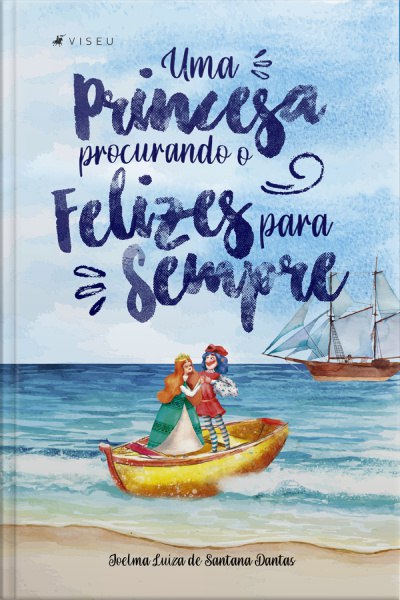 VISEU
Uma
Princesa
procurando o
Felizes para
Sempre
Joelma Luiza de Santana Dantas